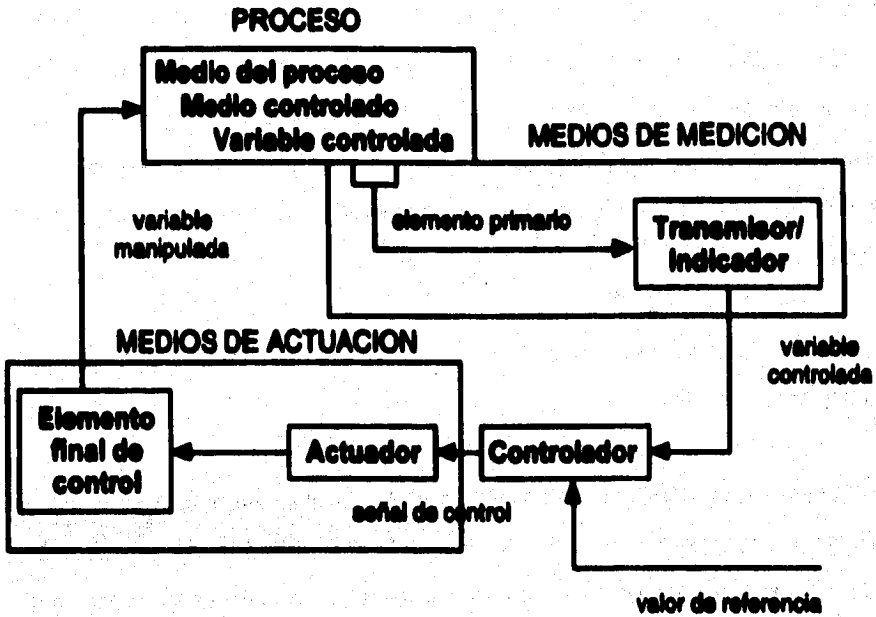 PROCESO
Medio del proceso
Medio controlado
Variable controlada
MEDIOS DE MEDICION
variable
manipulada
elemento primario
Transmisor/
Indicador
MEDIOS DE ACTUACION
variable
controlada
Elemento
final de
control
Actuador
Controlador
señal de control
valor de referencia